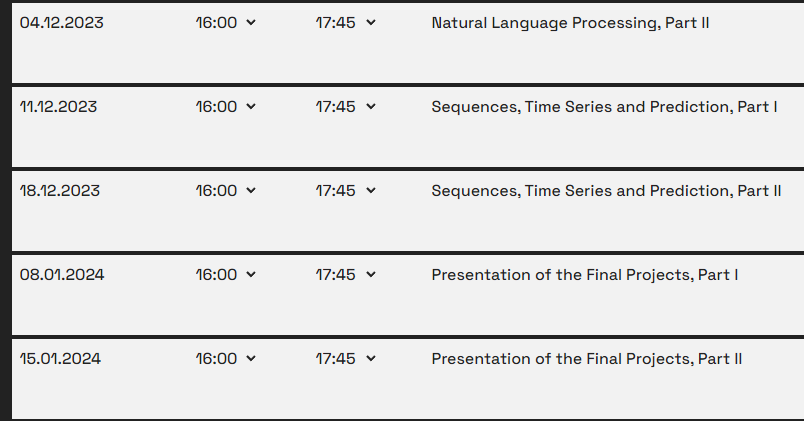 04.12.2023 16:00 17:45 Natural Language Processing, Part II
11.12.2023 16:00 17:45 Sequences, Time Series and Prediction, Part I
18.12.2023 16:00 17:45 Sequences, Time Series and Prediction, Part II
08.01.2024 16:00 17:45 Presentation of the Final Projects, Part I
15.01.2024 16:00 17:45 Presentation of the Final Projects, Part II